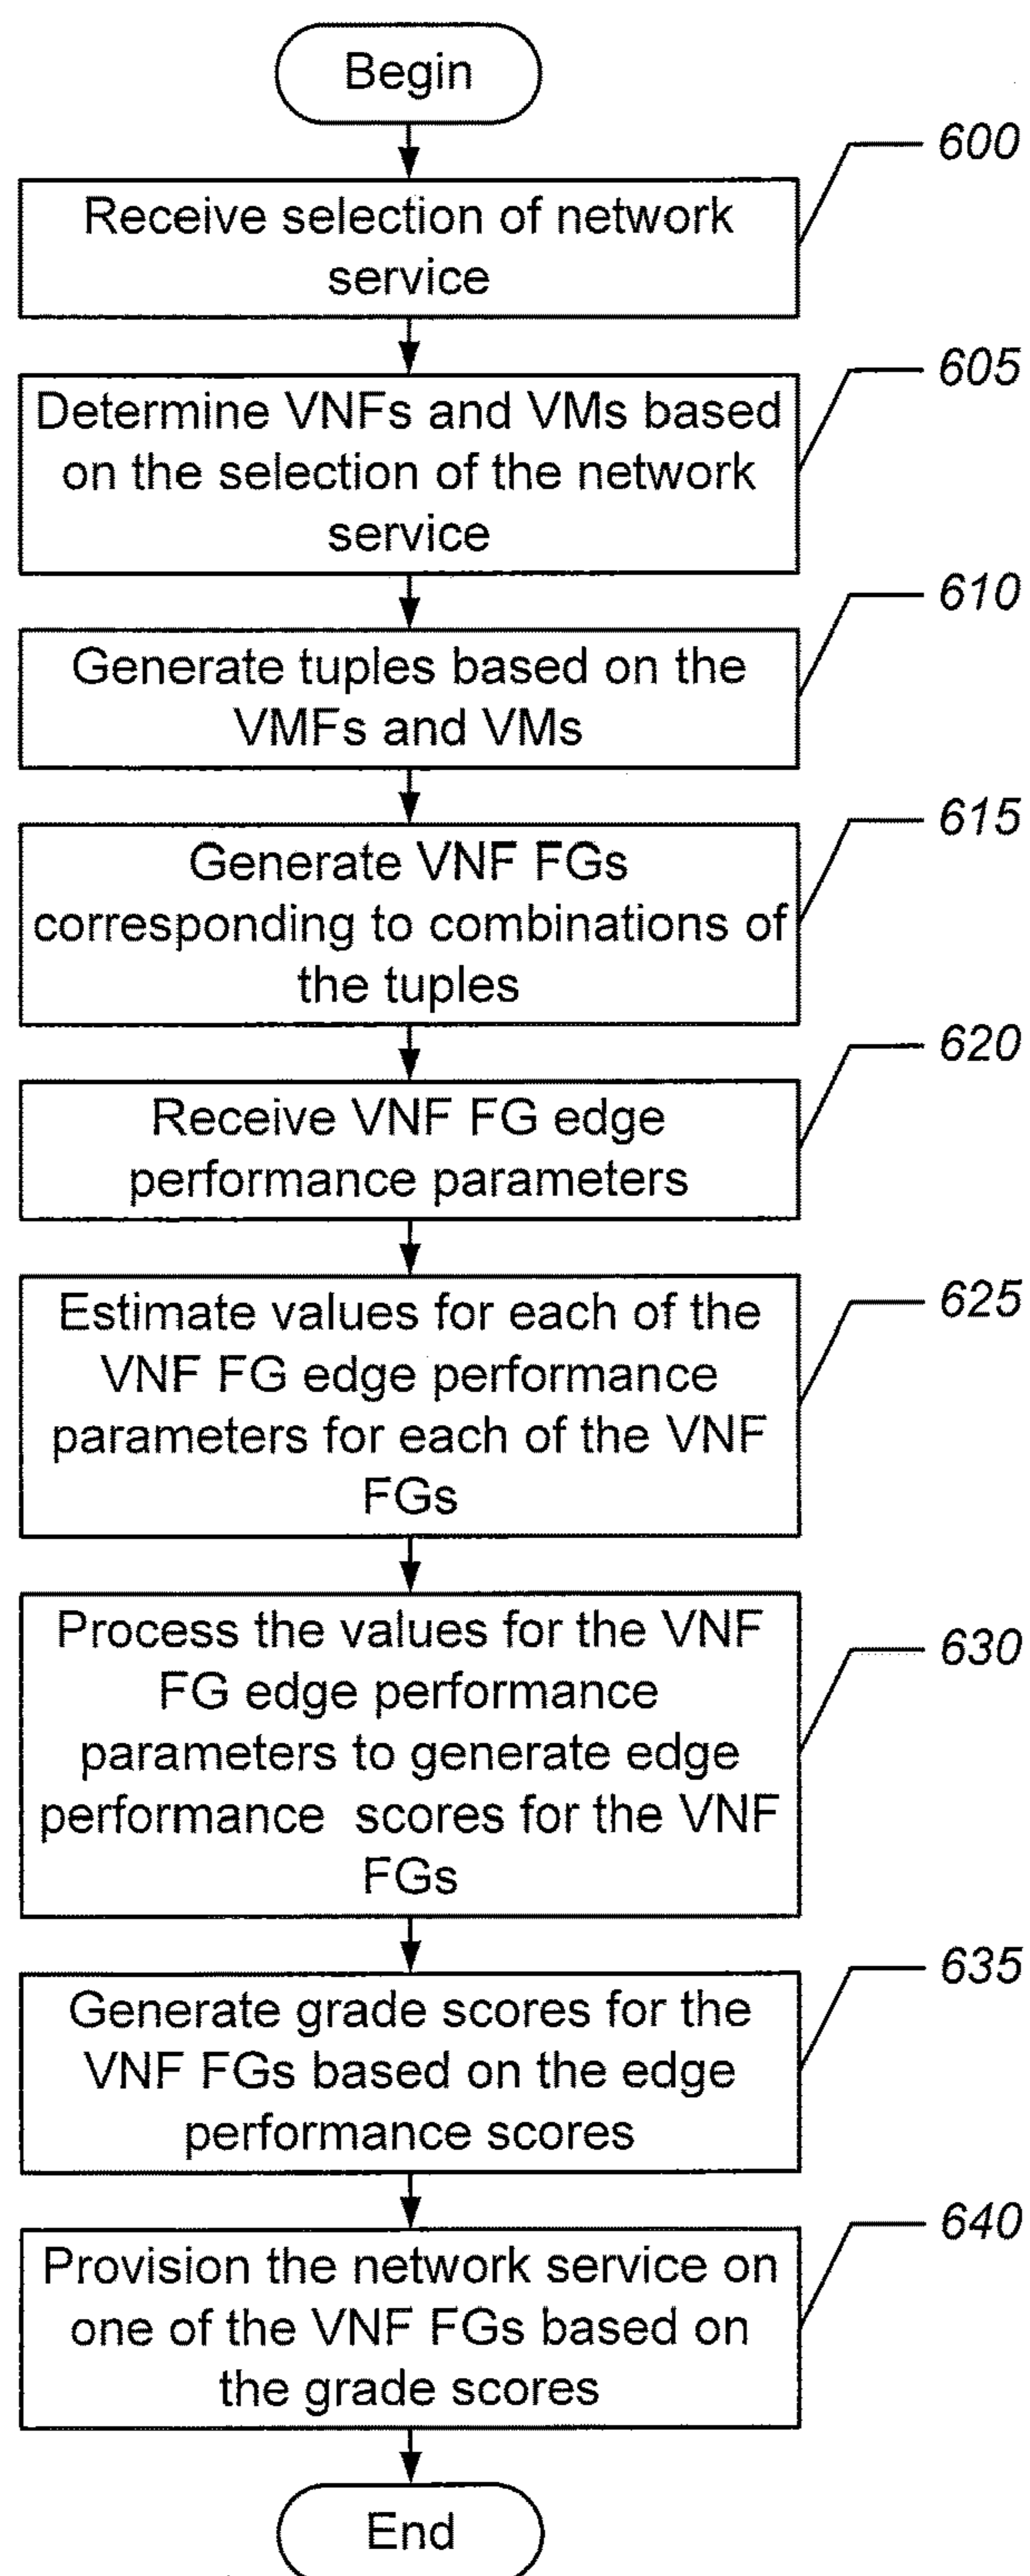 Begin
600
Receive selection of network
service
605
Determine VNFs and VMs based
on the selection of the network
service
610
Generate tuples based on the
VMFs and VMs
615
Generate VNF FGs
corresponding to combinations of
the tuples
620
Receive VNF FG edge
performance parameters
625
Estimate values for each of the
VNF FG edge performance
parameters for each of the VNF
FGs
630
Process the values for the VNF
FG edge performance
parameters to generate edge
performance scores for the VNF
FGs
635
Generate grade scores for the
VNF FGs based on the edge
performance scores
640
Provision the network service on
one of the VNF FGs based on
the grade scores
End